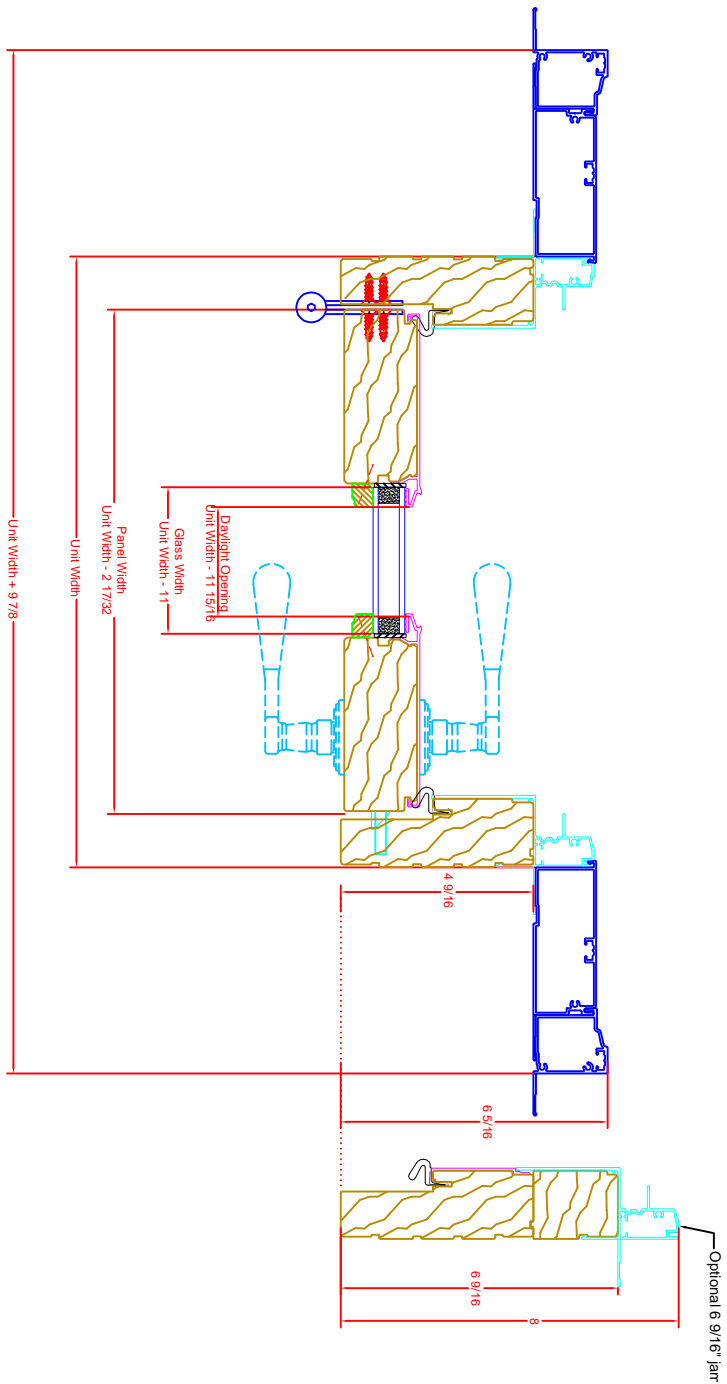 Unit Width + 9 7/8
Unit Width
Panel Width
Unit Width - 2 17/32
Glass Width
Unit Width - 11
Daylight Opening
Unit Width - 11 15/16
4 9/16
6 5/16
6 9/16
8
Optional 6 9/16" jam